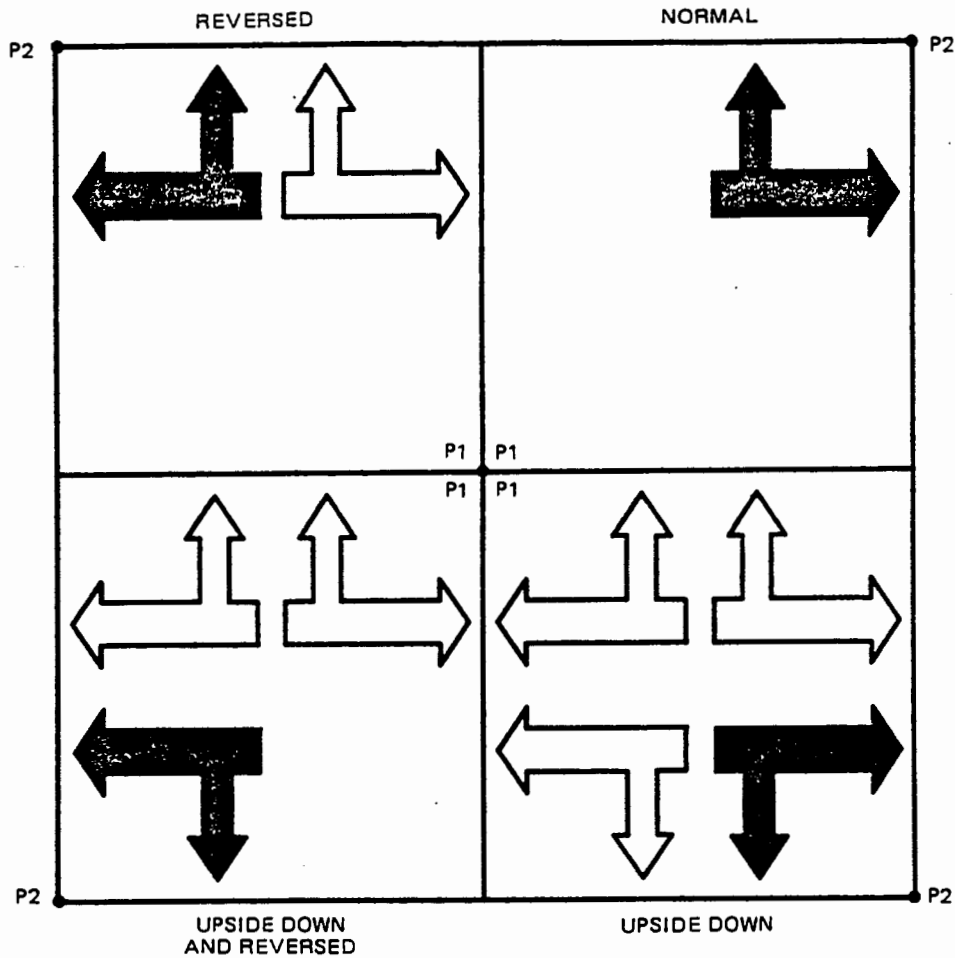 REVERSED
NORMAL
P2
P2
P1 P1
P1 P1
P2
P2
UPSIDE DOWN
AND REVERSED
UPSIDE DOWN